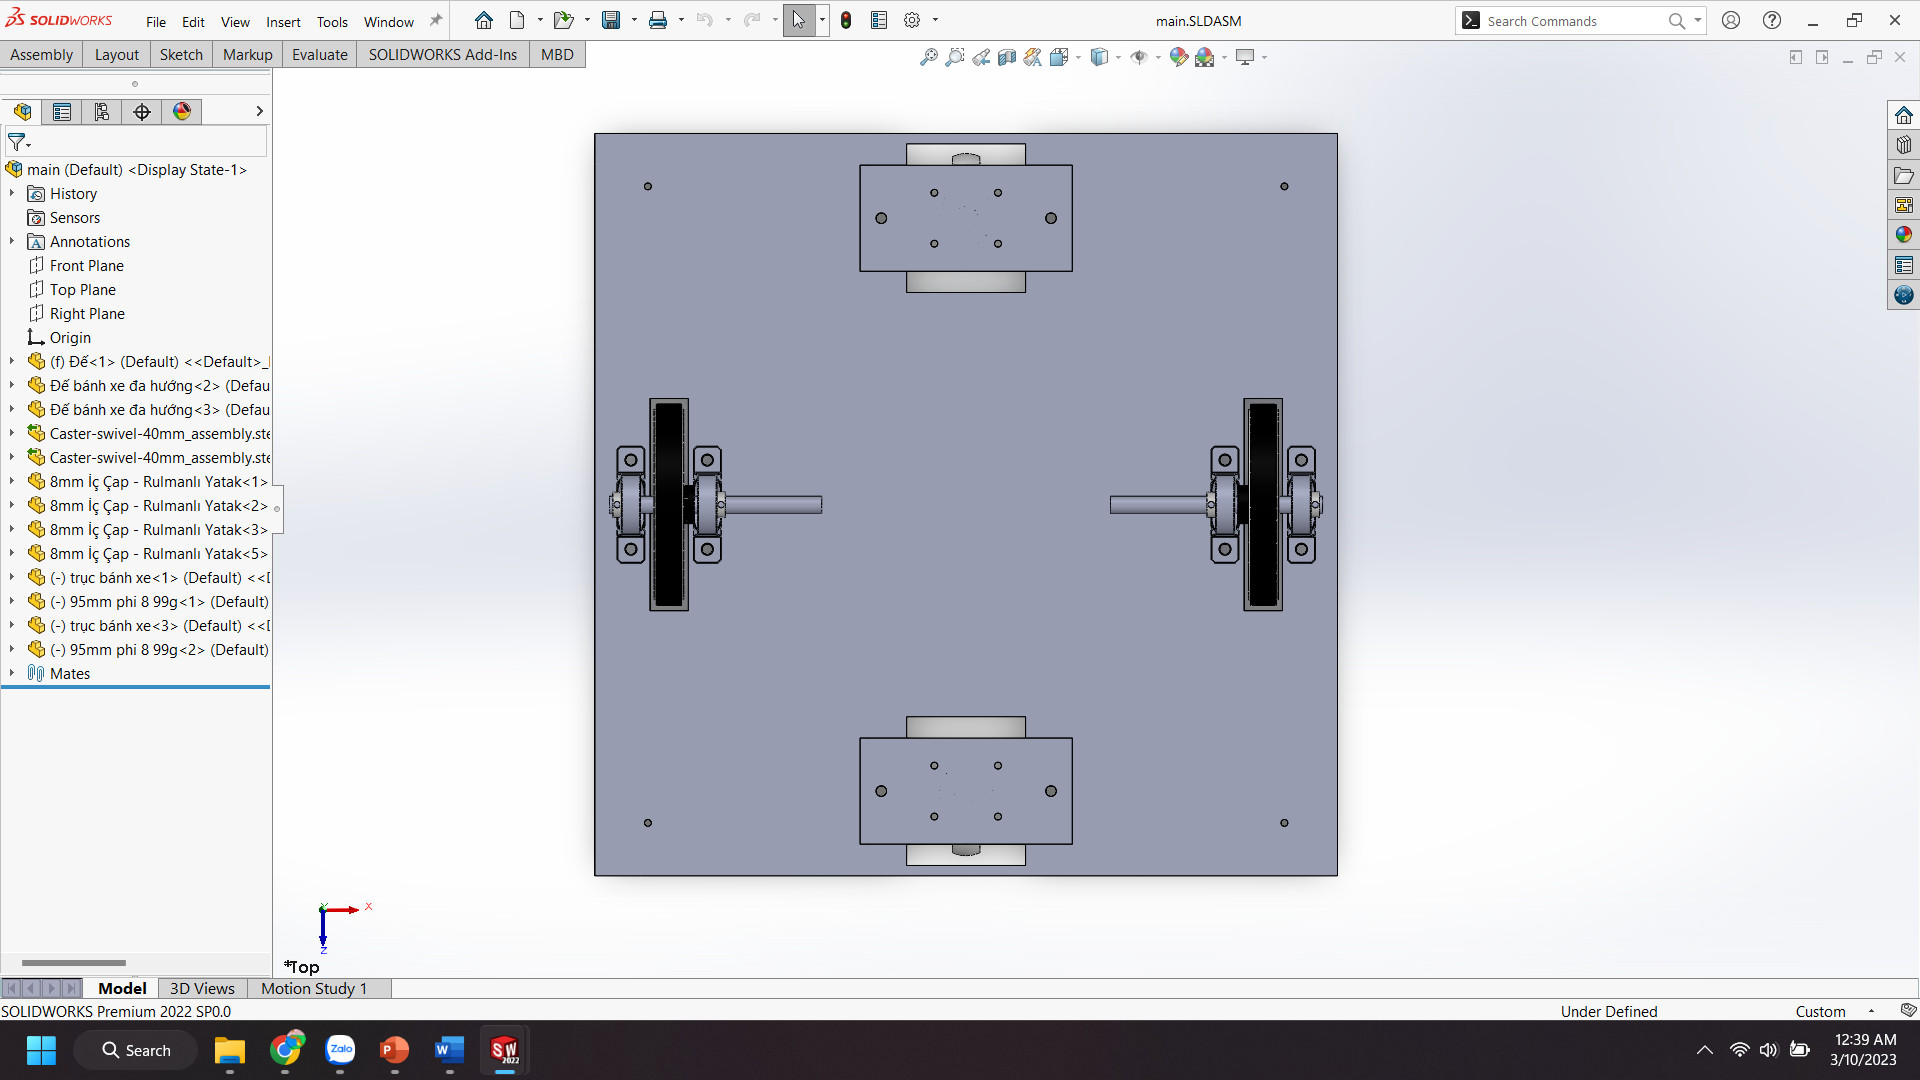 SOLIDWORKS File Edit View Insert Tools Window main.SLDASM Search Commands
Assembly Layout Sketch Markup Evaluate SOLIDWORKS Add-Ins MBD
main (Default) <Display State-1>
History
Sensors
Annotations
Front Plane
Top Plane
Right Plane
Origin
(f) Đế<1> (Default) <<Default>_
Đế bánh xe đa hướng<2> (Defau
Đế bánh xe đa hướng<3> (Defau
Caster-swivel-40mm_assembly.ste
Caster-swivel-40mm_assembly.ste
8mm İç Çap - Rulmanlı Yatak<1>
8mm İç Çap - Rulmanlı Yatak<2>
8mm İç Çap - Rulmanlı Yatak<3>
8mm İç Çap - Rulmanlı Yatak<5>
(-) trục bánh xe<1> (Default) <<D
(-) 95mm phi 8 99g<1> (Default)
(-) trục bánh xe<3> (Default) <<D
(-) 95mm phi 8 99g<2> (Default)
Mates
Y
X
Z
*Top
Model 3D Views Motion Study 1
SOLIDWORKS Premium 2022 SP0.0 Under Defined Custom
Search Zalo P W SW 2022 12:39 AM
3/10/2023